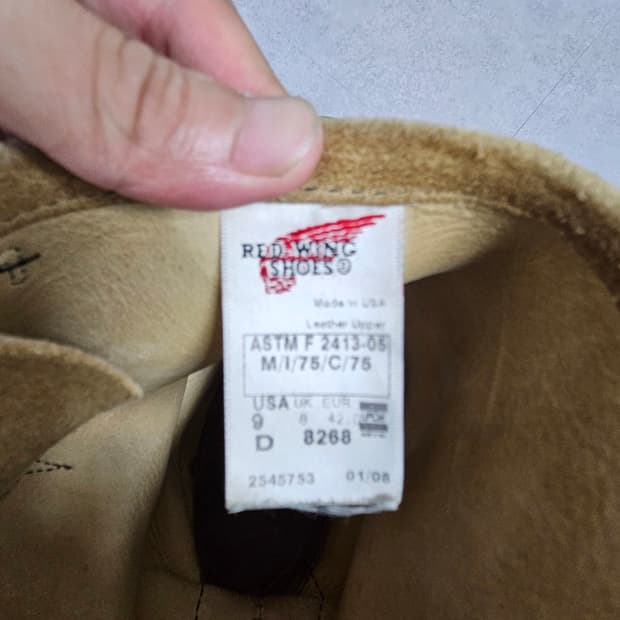 RED WING
SHOES®
Made in USA
Leather Upper
ASTM F 2413-05
M/I/75/C/75
USA UK EUR
9 8 42
D 8268
2545753 01/08